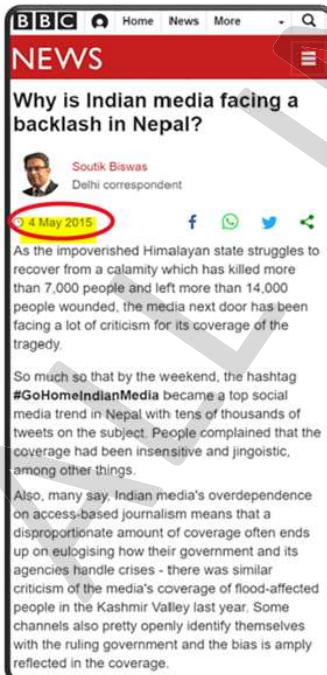 BBC Home News More
NEWS
Why is Indian media facing a
backlash in Nepal?
Soutik Biswas
Delhi correspondent
4 May 2015
As the impoverished Himalayan state struggles to
recover from a calamity which has killed more
than 7,000 people and left more than 14,000
people wounded, the media next door has been
facing a lot of criticism for its coverage of the
tragedy.
So much so that by the weekend, the hashtag
#GoHomeIndianMedia became a top social
media trend in Nepal with tens of thousands of
tweets on the subject. People complained that the
coverage had been insensitive and jingoistic,
among other things.
Also, many say, Indian media's overdependence
on access-based journalism means that a
disproportionate amount of coverage often ends
up on eulogising how their government and its
agencies handle crises - there was similar
criticism of the media's coverage of flood-affected
people in the Kashmir Valley last year. Some
channels also pretty openly identify themselves
with the ruling government and the bias is amply
reflected in the coverage.